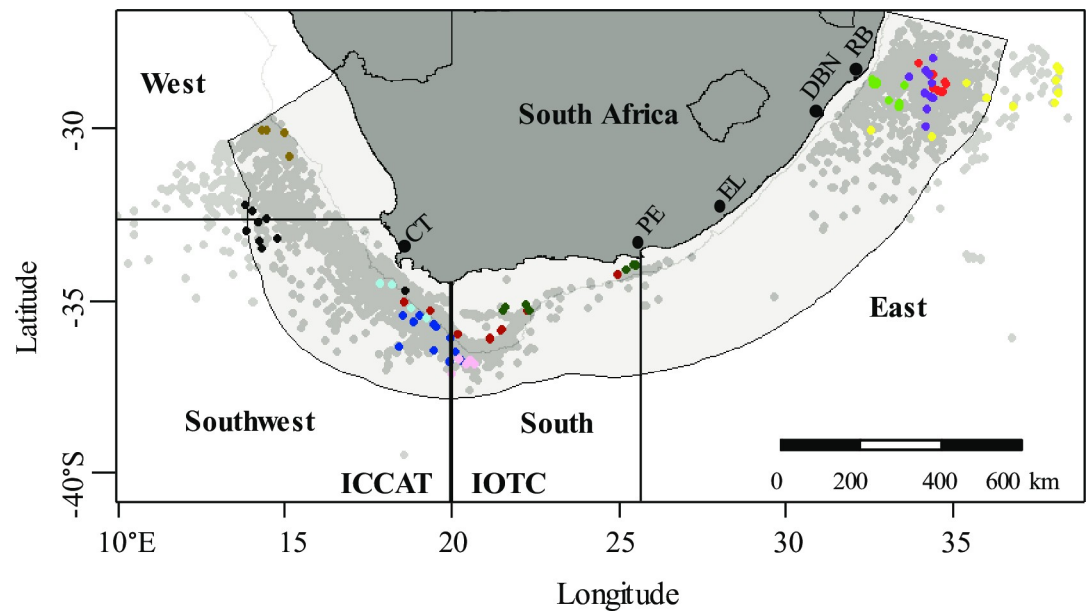 West
South Africa
RB
DBN
EL
PE
CT
East
Southwest
South
ICCAT
IOTC
0 200 400 600 km
-30
-35
-40°S
Latitude
10°E 15 20 25 30 35
Longitude